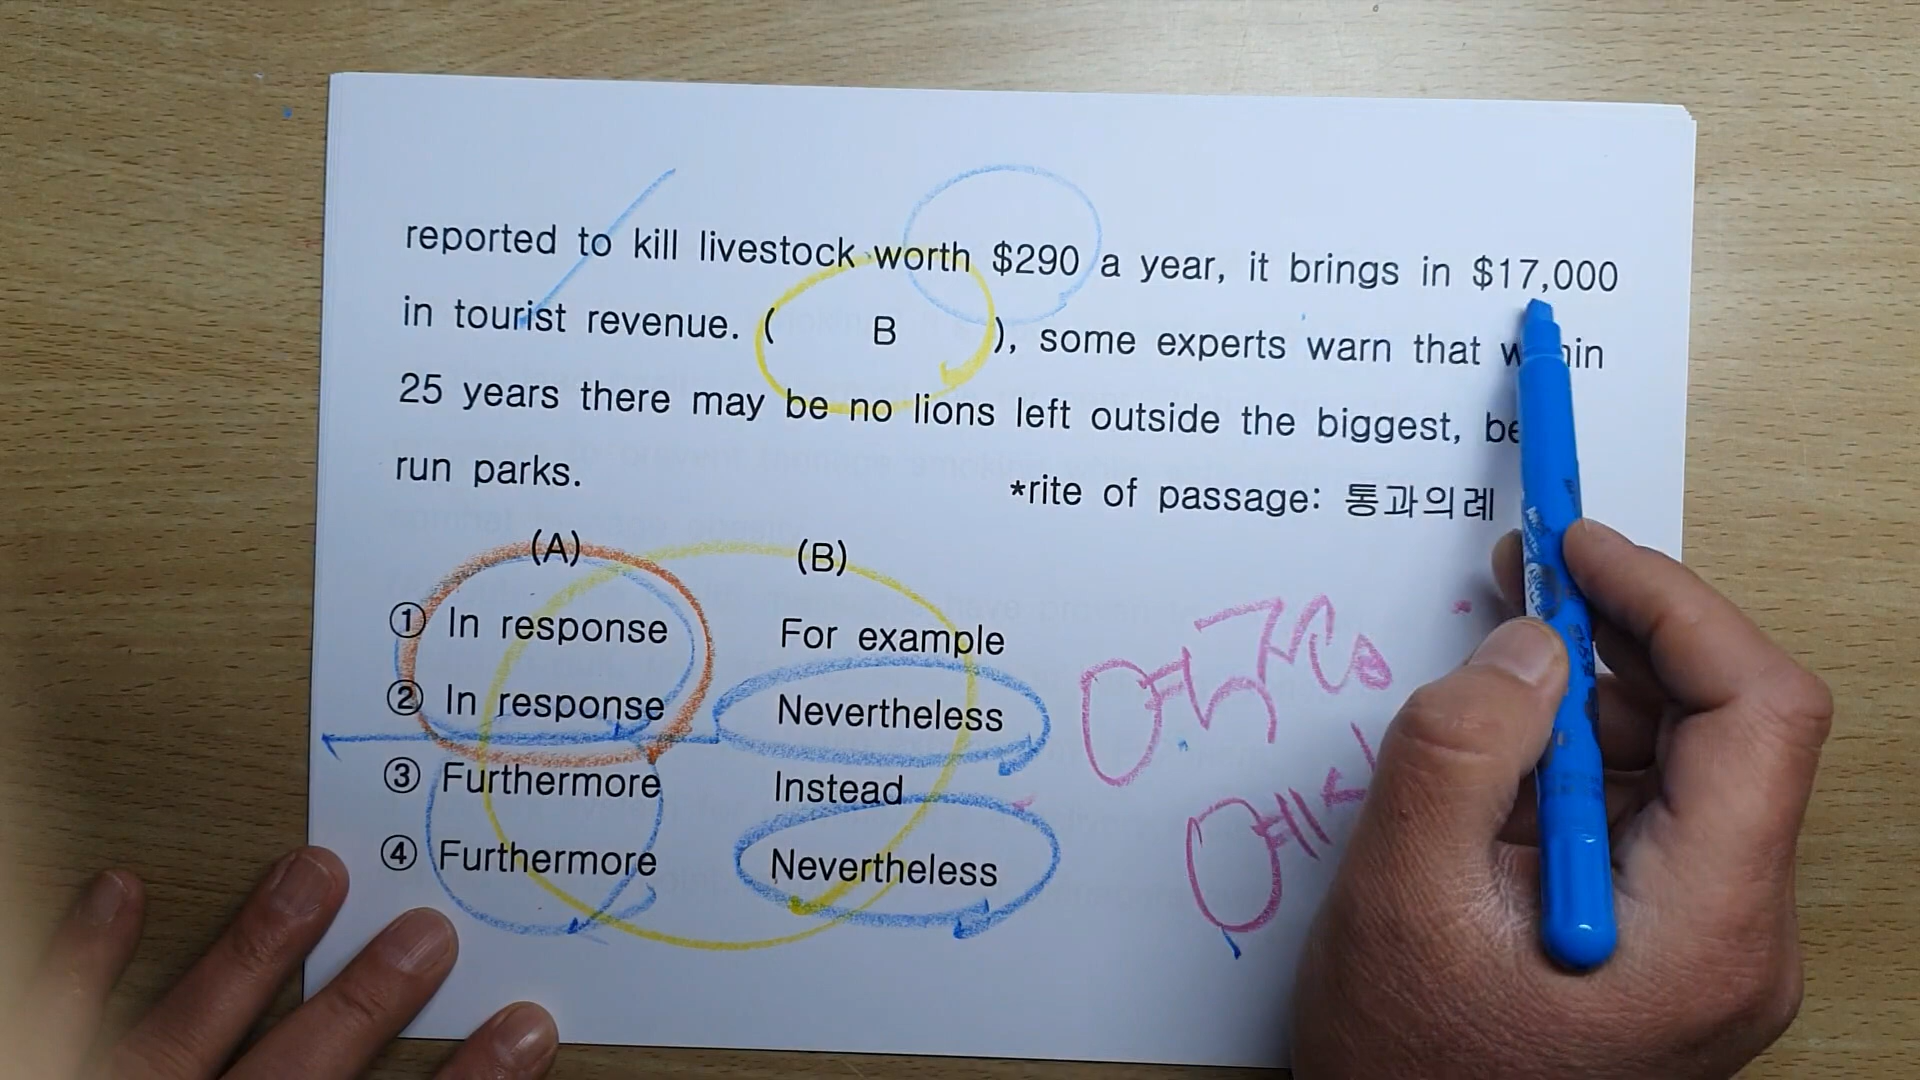 reported to kill livestock worth $290 a year, it brings in $17,000
in tourist revenue. ( B ), some experts warn that
25 years there may be no lions left outside the biggest,
run parks. *rite of passage: 통과의례
(A) (B)
① In response For example
② In response Nevertheless
③ Furthermore Instead
④ Furthermore Nevertheless